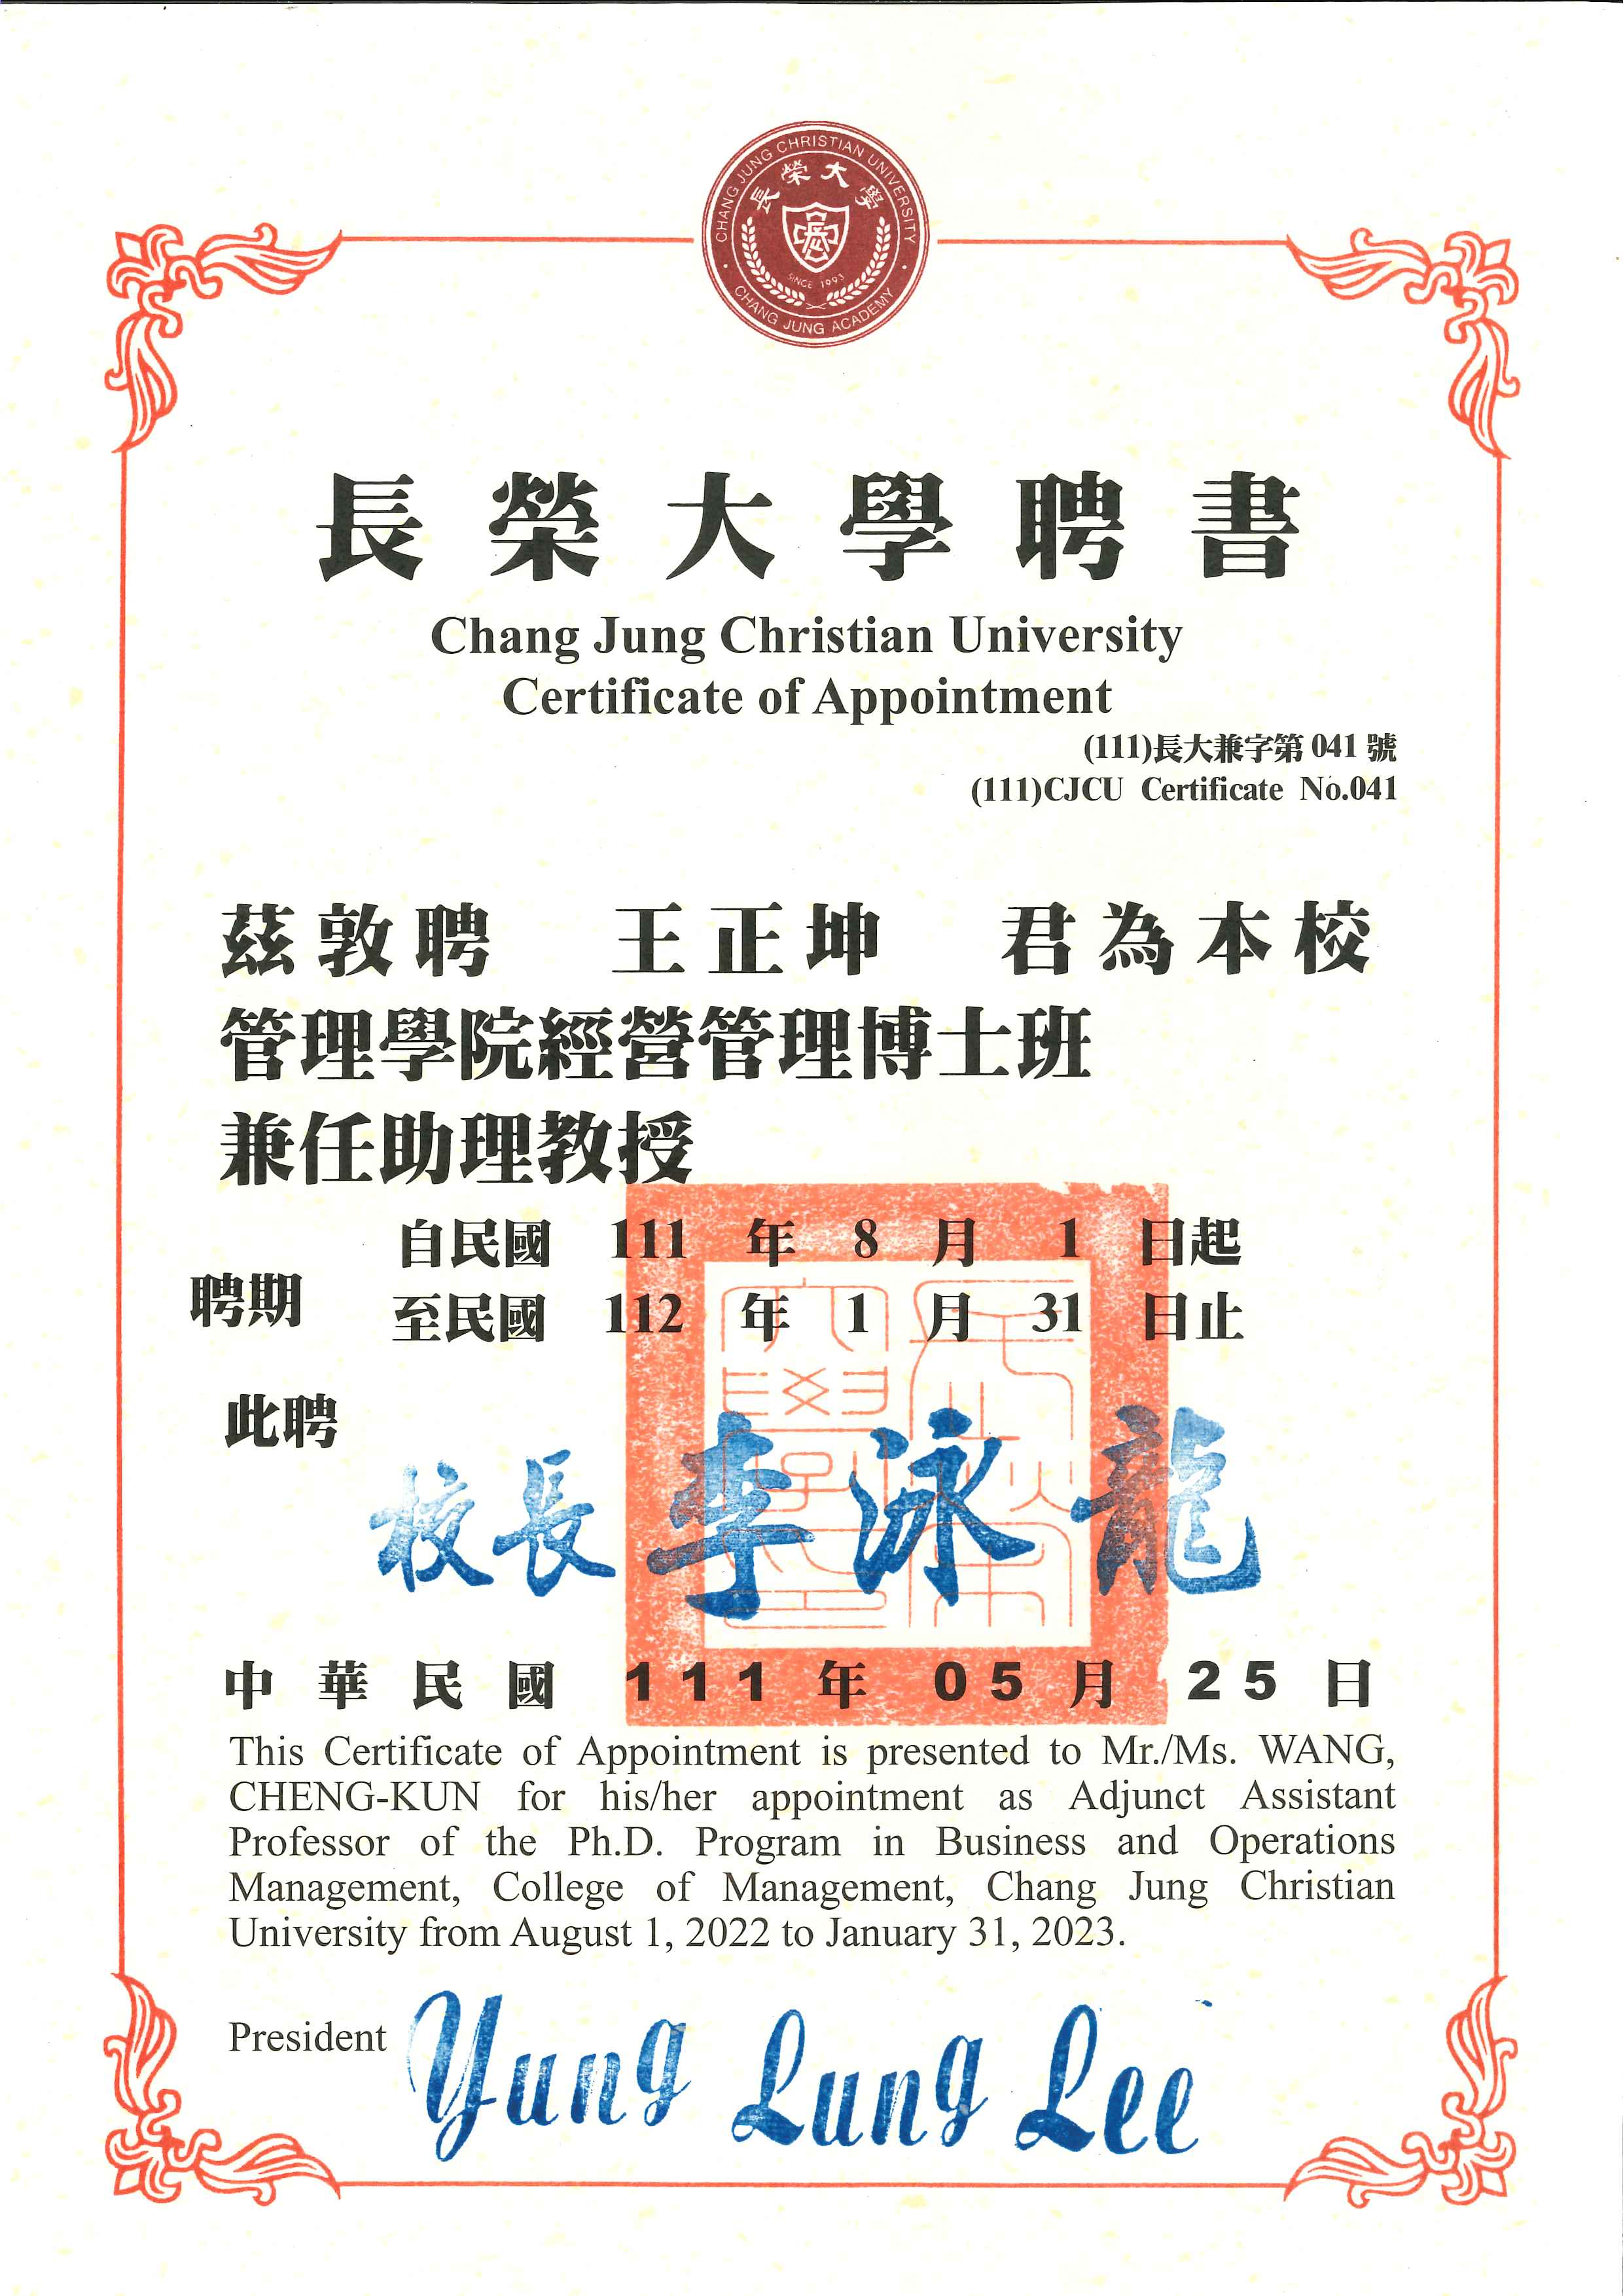 CHANG JUNG CHRISTIAN UNIVERSITY
長榮大學
SINCE 1993
CHANG JUNG ACADEMY
長榮大學聘書
Chang Jung Christian University
Certificate of Appointment
(111)長大兼字第 041 號
(111)CJCU Certificate No.041
茲敦聘 王正坤 君為本校
管理學院經營管理博士班
兼任助理教授
聘期
自民國 111 年 8 月 1 日起
至民國 112 年 1 月 31 日止
此聘
校長 李泳龍
長榮大學之印
中華民國 111 年 05 月 25 日
This Certificate of Appointment is presented to Mr./Ms. WANG,
CHENG-KUN for his/her appointment as Adjunct Assistant
Professor of the Ph.D. Program in Business and Operations
Management, College of Management, Chang Jung Christian
University from August 1, 2022 to January 31, 2023.
President Yung Lung Lee